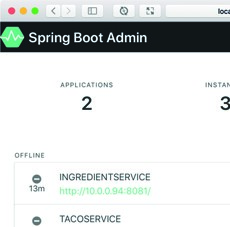 loca
Spring Boot Admin
APPLICATIONS
INSTAN
2
3
OFFLINE
INGREDIENTSERVICE
13m
http://10.0.0.94:8081/
TACOSERVICE